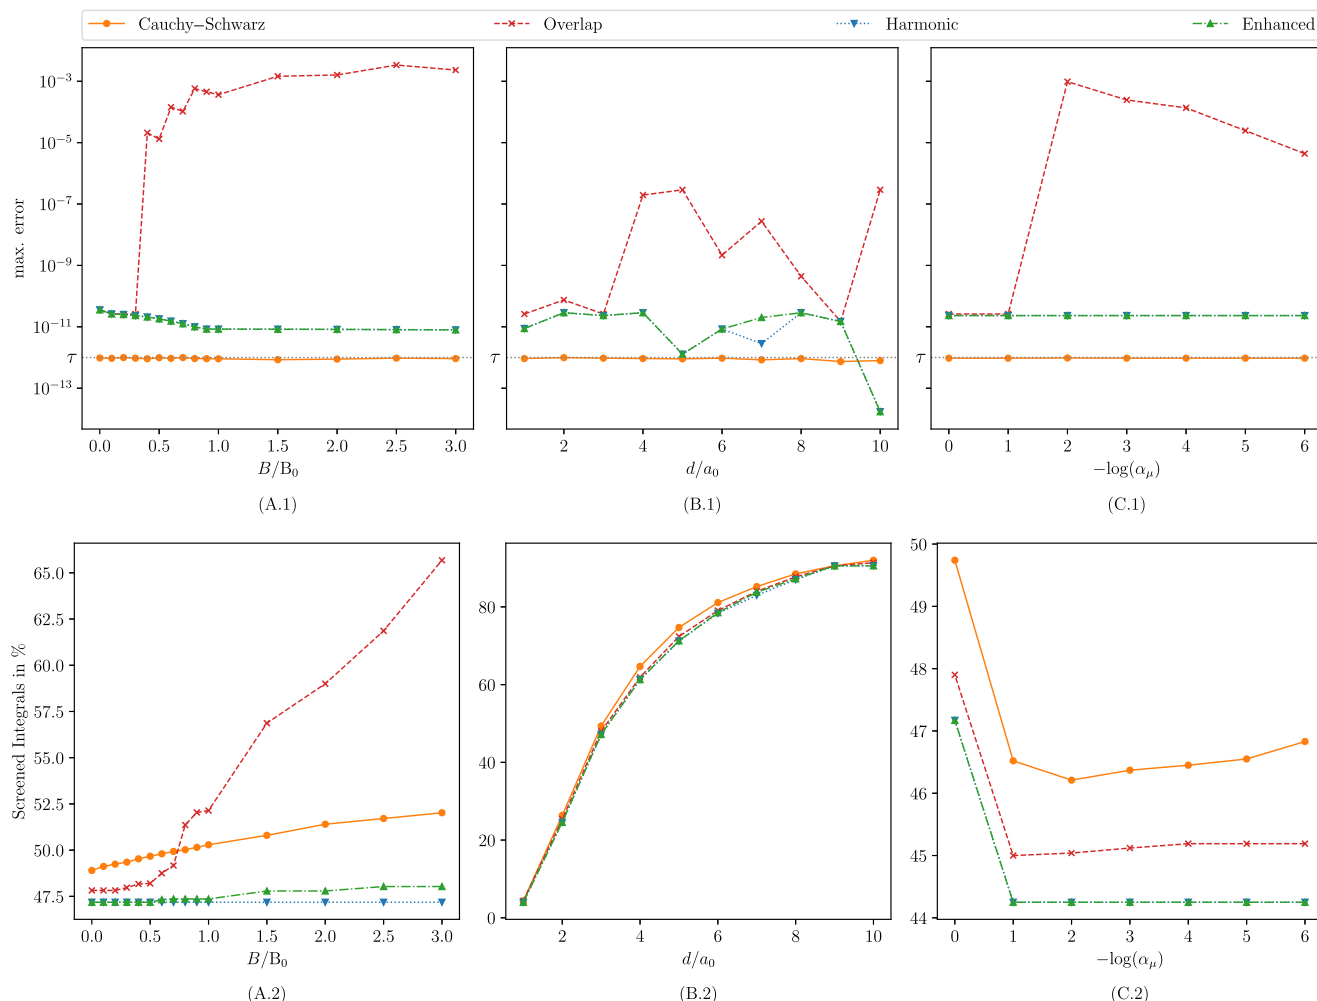 Cauchy–Schwarz Overlap Harmonic Enhanced
max. error
10⁻³
10⁻⁵
10⁻⁷
10⁻⁹
10⁻¹¹
τ
10⁻¹³
τ
τ
0.0 0.5 1.0 1.5 2.0 2.5 3.0
2 4 6 8 10
0 1 2 3 4 5 6
B/B₀
d/a₀
−log(αμ)
(A.1)
(B.1)
(C.1)
Screened Integrals in %
65.0
62.5
60.0
57.5
55.0
52.5
50.0
47.5
80
60
40
20
0
50
49
48
47
46
45
44
0.0 0.5 1.0 1.5 2.0 2.5 3.0
2 4 6 8 10
0 1 2 3 4 5 6
B/B₀
d/a₀
−log(αμ)
(A.2)
(B.2)
(C.2)